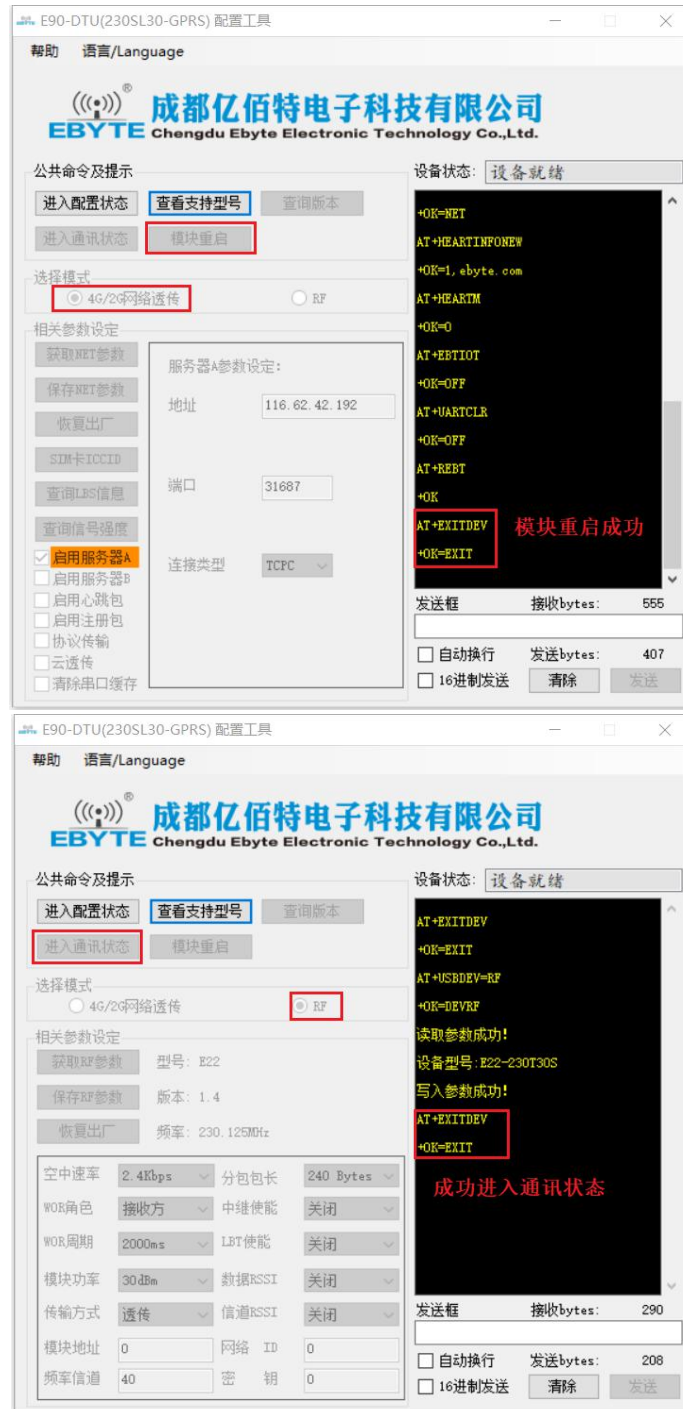 E90-DTU(230SL30-GPRS) 配置工具
帮助 语言/Language
((( ))) ®
EBYTE
成都亿佰特电子科技有限公司
Chengdu Ebyte Electronic Technology Co.,Ltd.
公共命令及提示
进入配置状态 查看支持型号 查询版本
进入通讯状态 模块重启
选择模式
4G/2G网络透传 RF
相关参数设定
获取NET参数
保存NET参数
恢复出厂
SIM卡ICCID
查询LBS信息
查询信号强度
启用服务器A
启用服务器B
启用心跳包
启用注册包
协议传输
云透传
清除串口缓存
服务器A参数设定:
地址 116.62.42.192
端口 31687
连接类型 TCPC
设备状态: 设备就绪
+OK=NET
AT+HEARTINFONEW
+OK=1,ebyte.com
AT+HEARTM
+OK=0
AT+EBTIOT
+OK=OFF
AT+UARTCLR
+OK=OFF
AT+REBT
+OK
AT+EXITDEV
+OK=EXIT
模块重启成功
发送框 接收bytes: 555
自动换行 发送bytes: 407
16进制发送 清除 发送
E90-DTU(230SL30-GPRS) 配置工具
帮助 语言/Language
((( ))) ®
EBYTE
成都亿佰特电子科技有限公司
Chengdu Ebyte Electronic Technology Co.,Ltd.
公共命令及提示
进入配置状态 查看支持型号 查询版本
进入通讯状态 模块重启
选择模式
4G/2G网络透传 RF
相关参数设定
获取RF参数 型号: E22
保存RF参数 版本: 1.4
恢复出厂 频率: 230.125MHz
空中速率 2.4Kbps 分包包长 240 Bytes
WOR角色 接收方 中继使能 关闭
WOR周期 2000ms LBT使能 关闭
模块功率 30dBm 数据RSSI 关闭
传输方式 透传 信道RSSI 关闭
模块地址 0 网络 ID 0
频率信道 40 密 钥 0
设备状态: 设备就绪
AT+EXITDEV
+OK=EXIT
AT+USBDEV=RF
+OK=DEVRF
读取参数成功!
设备型号:E22-230T30S
写入参数成功!
AT+EXITDEV
+OK=EXIT
成功进入通讯状态
发送框 接收bytes: 290
自动换行 发送bytes: 208
16进制发送 清除 发送